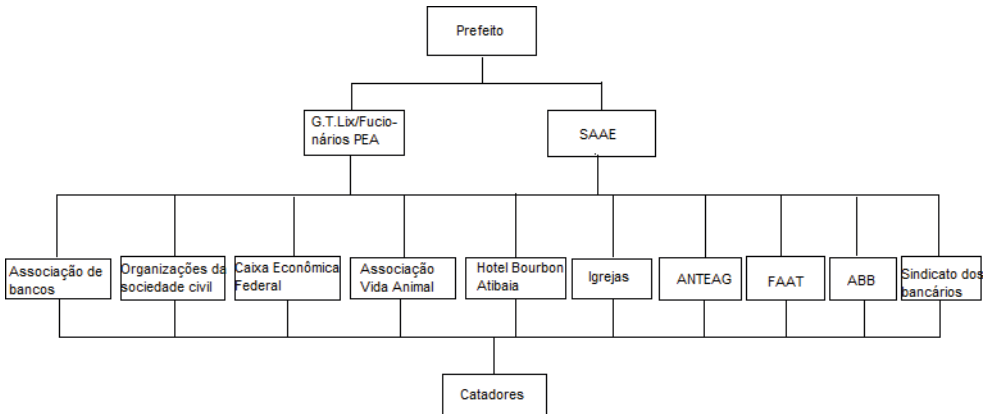 Prefeito
G.T.Lix/Fucio-
nários PEA
SAAE
Associação de
bancos
Organizações da
sociedade civil
Caixa Econômica
Federal
Associação
Vida Animal
Hotel Bourbon
Atibaia
Igrejas
ANTEAG
FAAT
ABB
Sindicato dos
bancários
Catadores